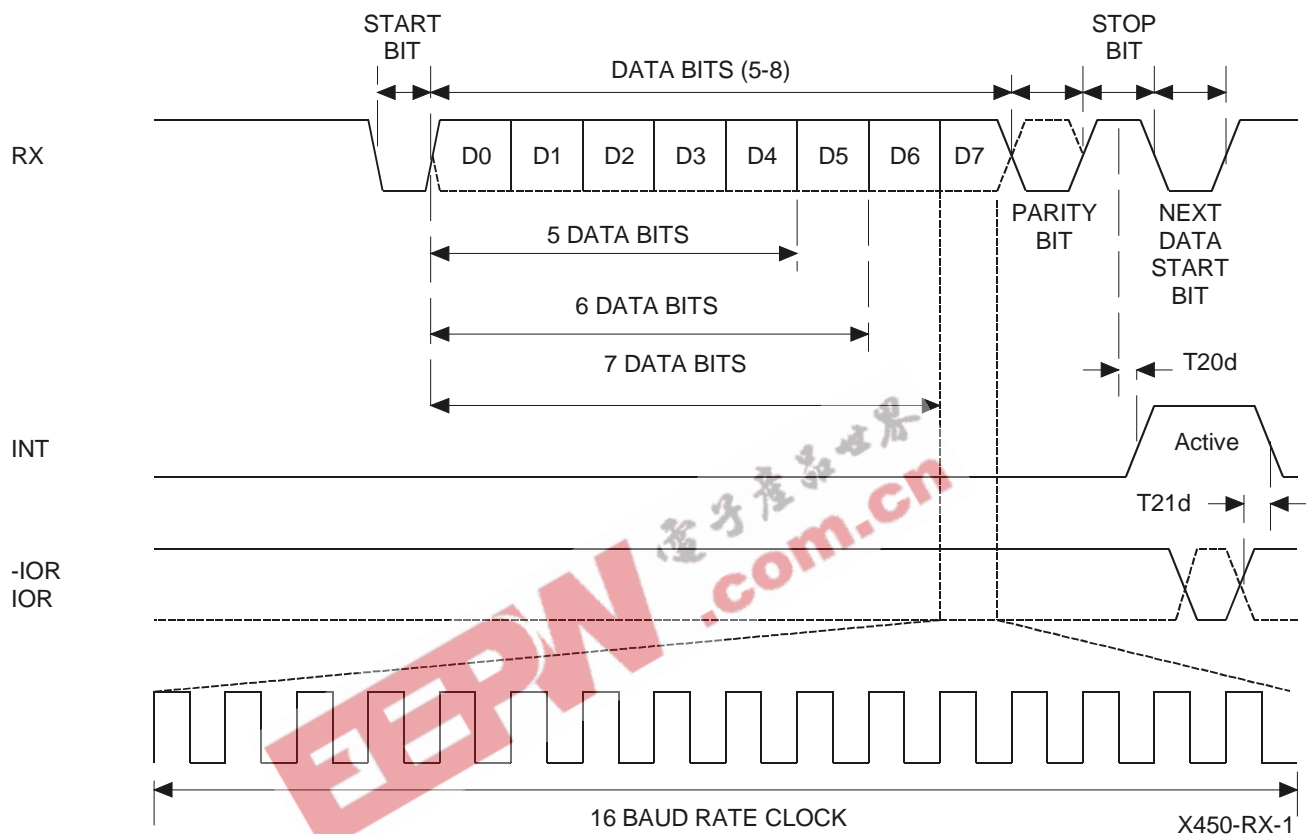 START
BIT
STOP
BIT
DATA BITS (5-8)
RX
D0 D1 D2 D3 D4 D5 D6 D7
PARITY
BIT
NEXT
DATA
START
BIT
5 DATA BITS
6 DATA BITS
7 DATA BITS
T20d
INT
Active
T21d
電子產品世界
EEPW
.com.cn
-IOR
IOR
16 BAUD RATE CLOCK
X450-RX-1